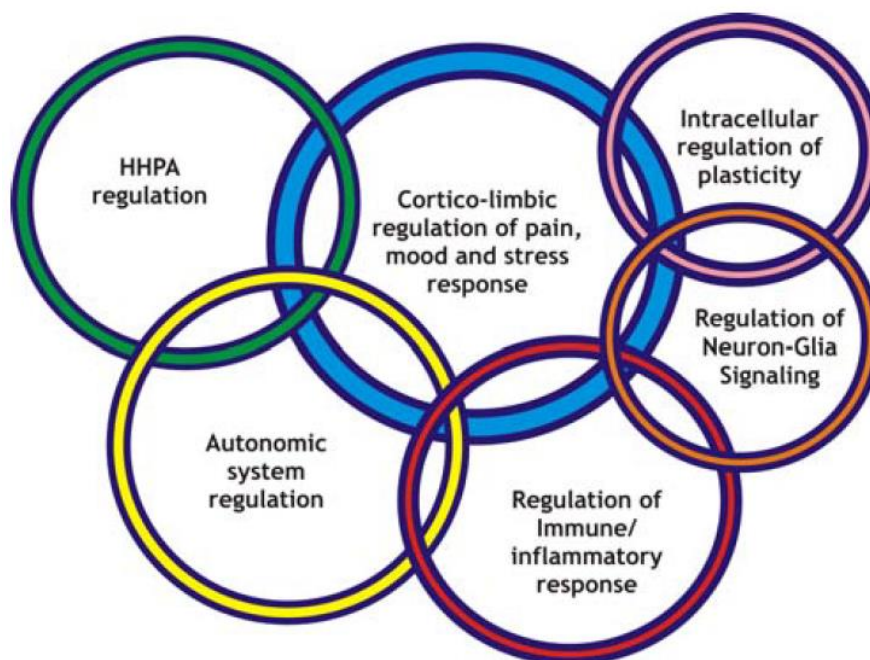 HHPA
regulation
Cortico-limbic
regulation of pain,
mood and stress
response
Intracellular
regulation of
plasticity
Regulation of
Neuron-Glia
Signaling
Autonomic
system
regulation
Regulation of
Immune/
inflammatory
response